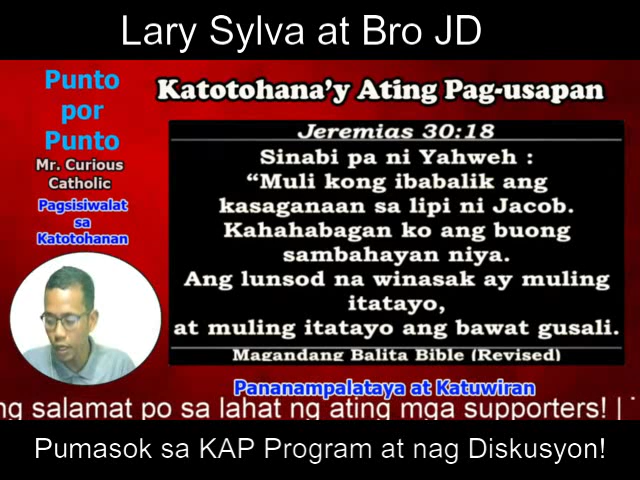 Lary Sylva at Bro JD
Punto
por
Punto
Mr. Curious
Catholic
Pagsisiwalat
sa
Katotohanan
Katotohana’y Ating Pag-usapan
Jeremias 30:18
Sinabi pa ni Yahweh :
“Muli kong ibabalik ang
kasaganaan sa lipi ni Jacob.
Kahahabagan ko ang buong
sambahayan niya.
Ang lunsod na winasak ay muling
itatayo,
at muling itatayo ang bawat gusali.
Magandang Balita Bible (Revised)
Pananampalataya at Katuwiran
ng salamat po sa lahat ng ating mga supporters! |
Pumasok sa KAP Program at nag Diskusyon!